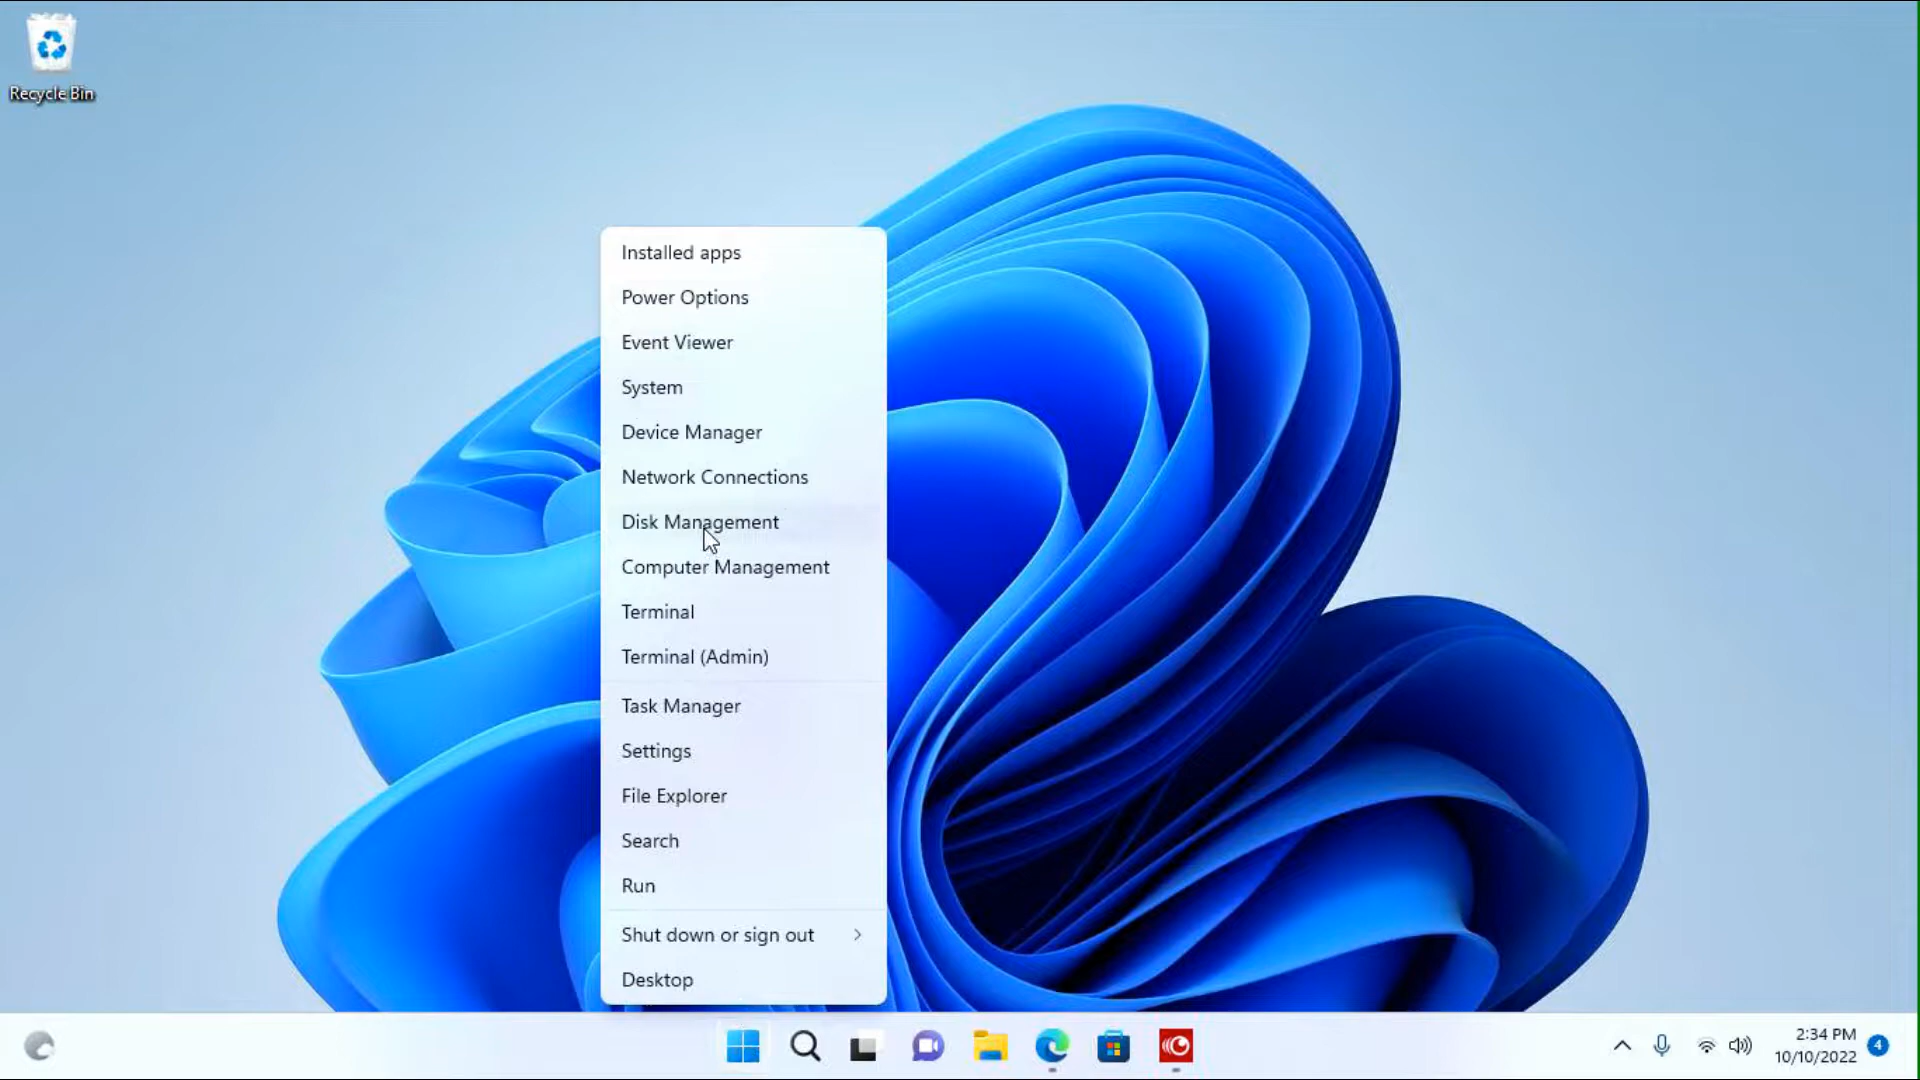 Recycle Bin
Installed apps
Power Options
Event Viewer
System
Device Manager
Network Connections
Disk Management
Computer Management
Terminal
Terminal (Admin)
Task Manager
Settings
File Explorer
Search
Run
Shut down or sign out
Desktop
2:34 PM
10/10/2022
4